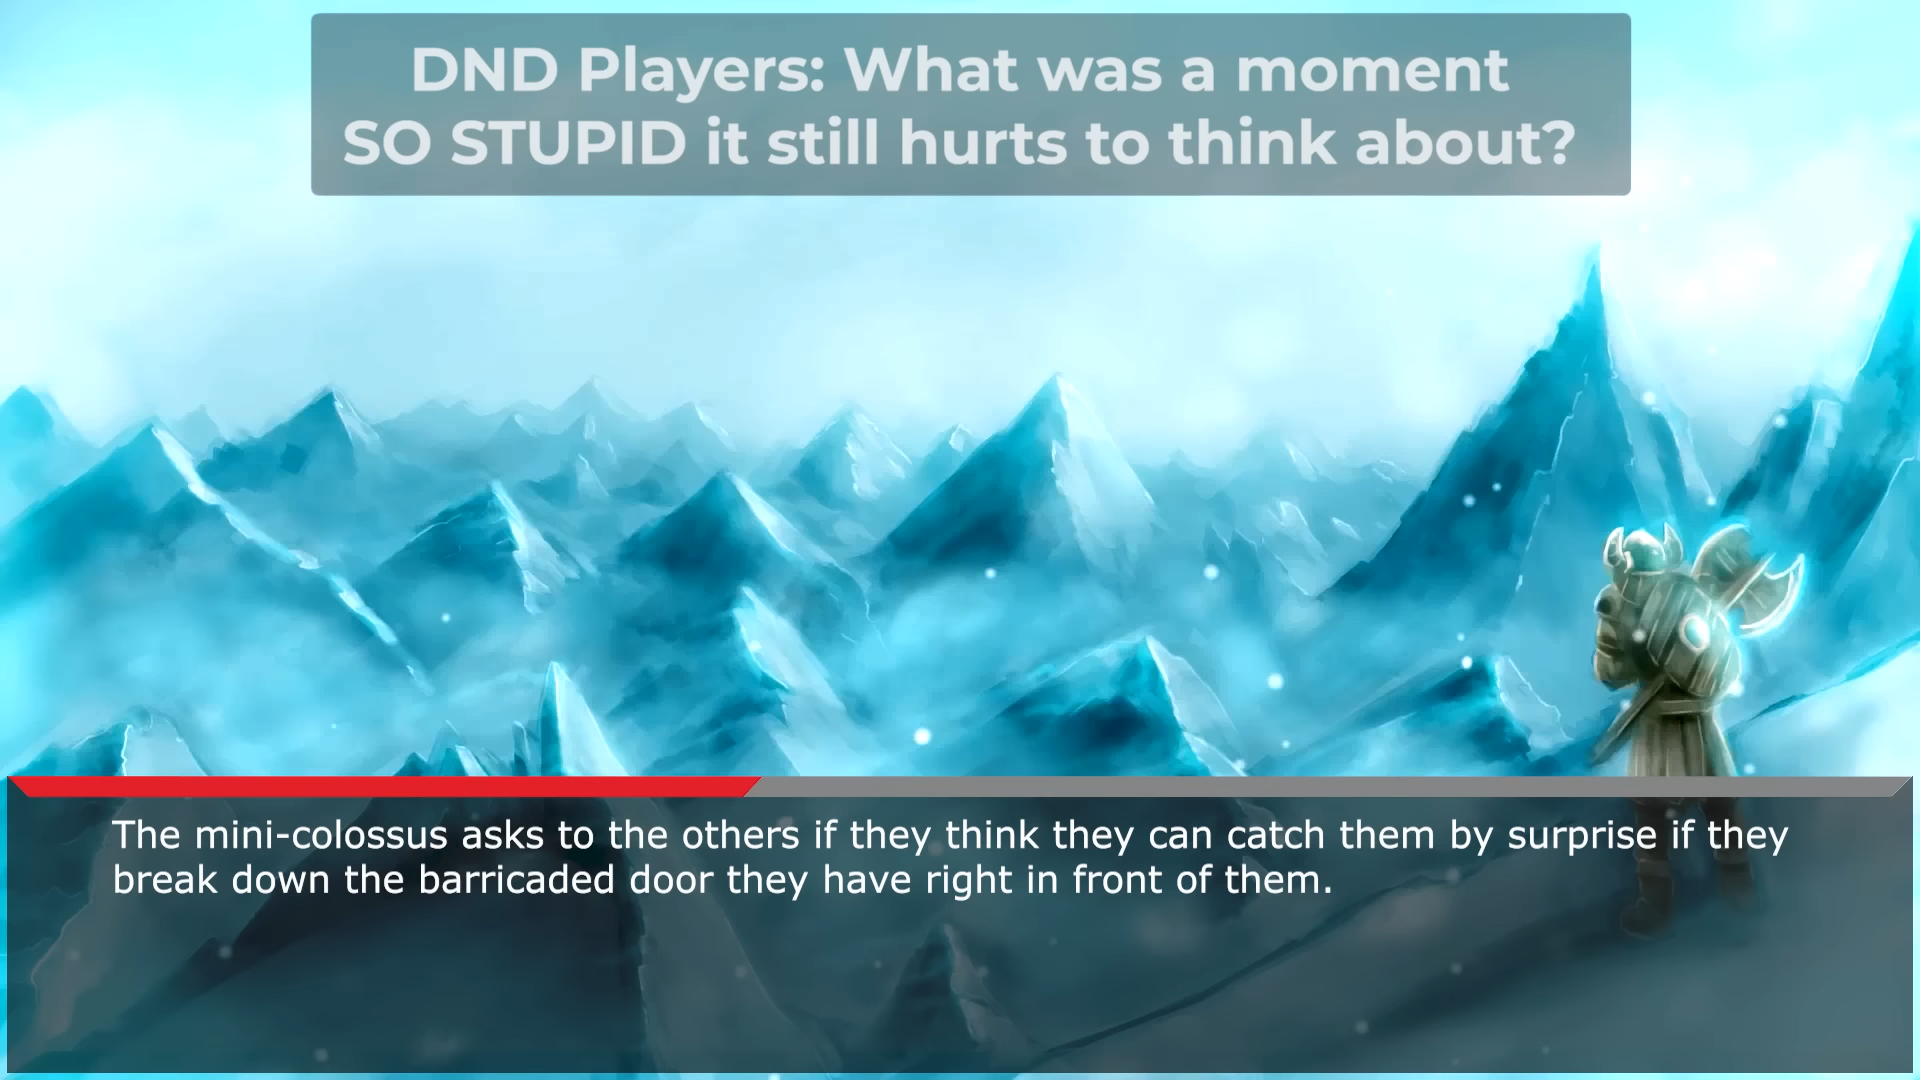 DND Players: What was a moment
SO STUPID it still hurts to think about?
The mini-colossus asks to the others if they think they can catch them by surprise if they
break down the barricaded door they have right in front of them.